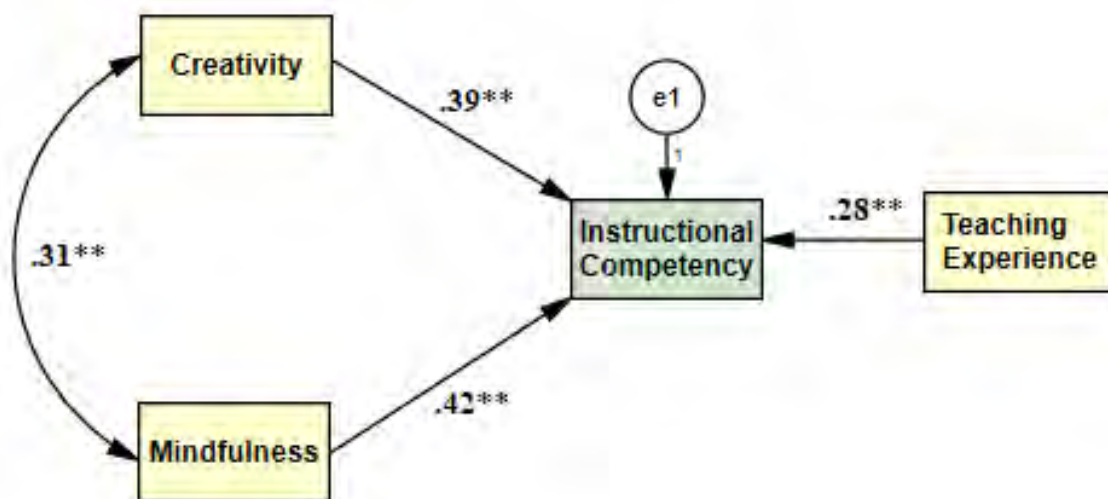 Creativity
.39**
e1
1
.28**
Instructional
Competency
Teaching
Experience
.31**
.42**
Mindfulness